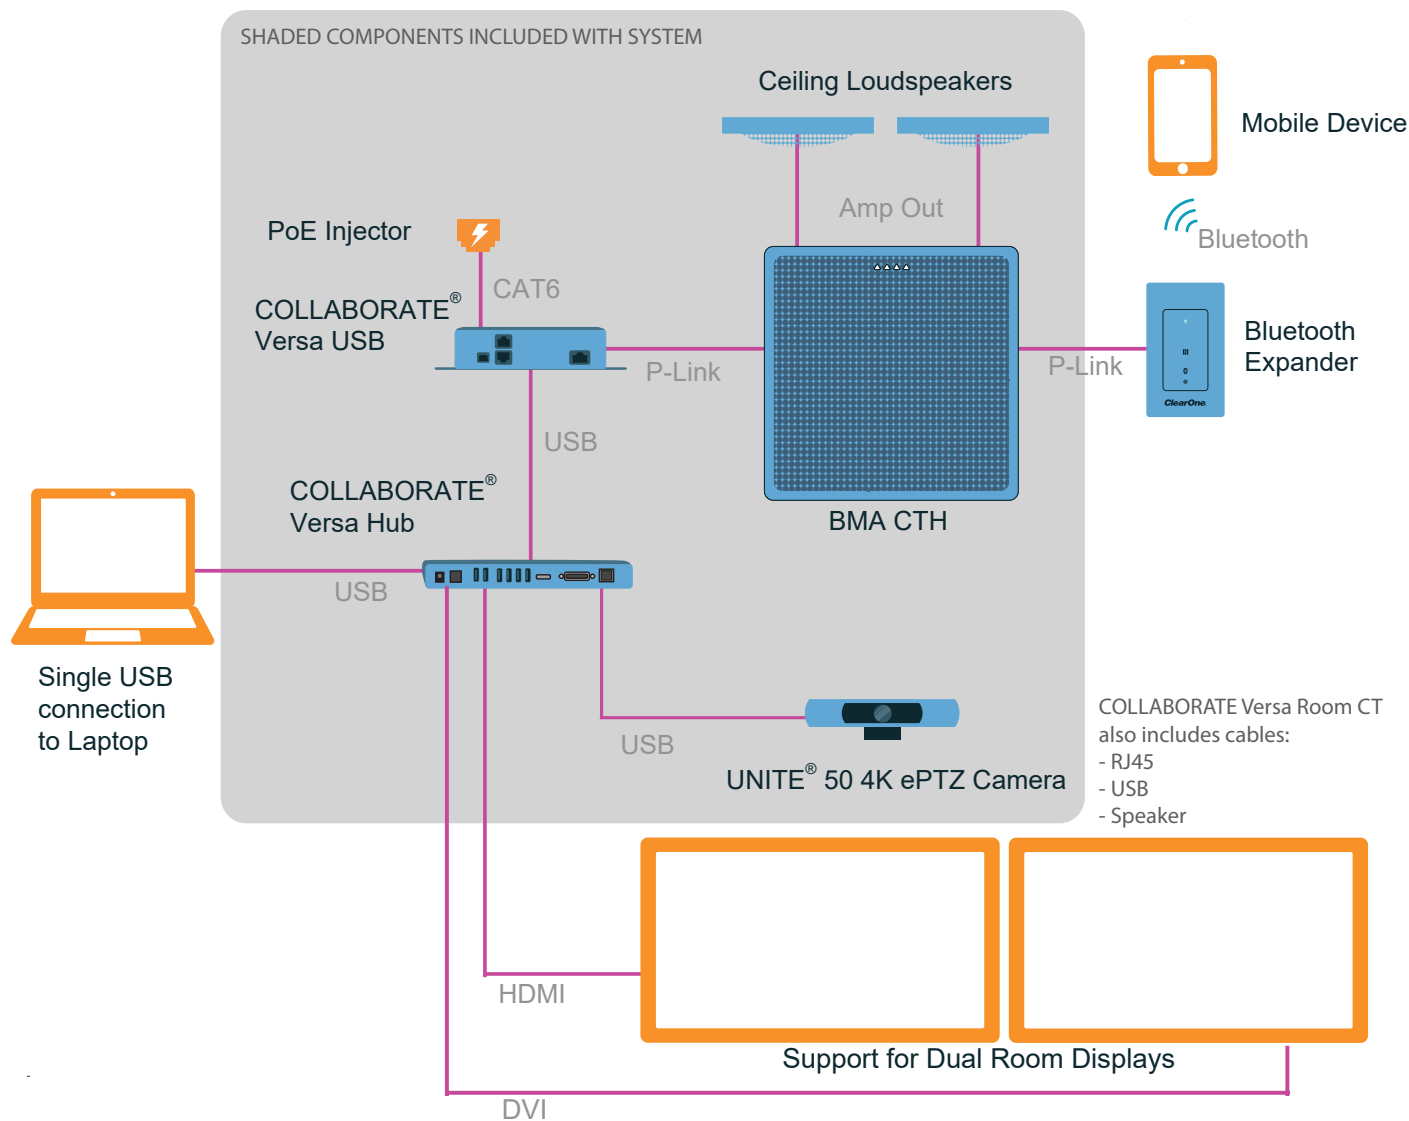 SHADED COMPONENTS INCLUDED WITH SYSTEM
Ceiling Loudspeakers
Mobile Device
Amp Out
PoE Injector
Bluetooth
CAT6
COLLABORATE®
Versa USB
P-Link
P-Link
Bluetooth
Expander
ClearOne
USB
COLLABORATE®
Versa Hub
BMA CTH
USB
Single USB
connection
to Laptop
USB
UNITE® 50 4K ePTZ Camera
COLLABORATE Versa Room CT
also includes cables:
- RJ45
- USB
- Speaker
HDMI
Support for Dual Room Displays
DVI